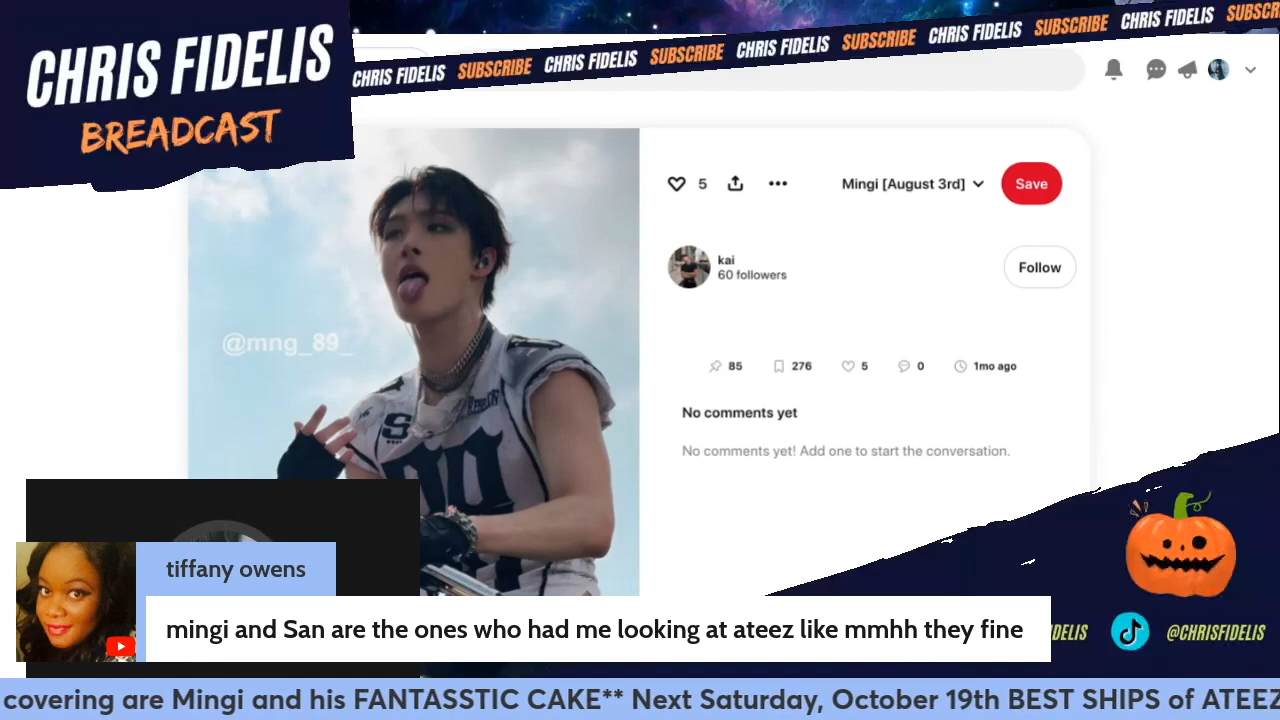 CHRIS FIDELIS
BREADCAST
CHRIS FIDELIS SUBSCRIBE CHRIS FIDELIS SUBSCRIBE CHRIS FIDELIS SUBSCRIBE CHRIS FIDELIS SUBSCRIBE CHRIS FIDELIS SUBSCR
5
Mingi [August 3rd]
Save
kai
60 followers
Follow
@mng_89_
85 276 5 0 1mo ago
No comments yet
No comments yet! Add one to start the conversation.
S
tiffany owens
mingi and San are the ones who had me looking at ateez like mmhh they fine
DELIS
@CHRISFIDELIS
covering are Mingi and his FANTASSTIC CAKE** Next Saturday, October 19th BEST SHIPS of ATEEZ